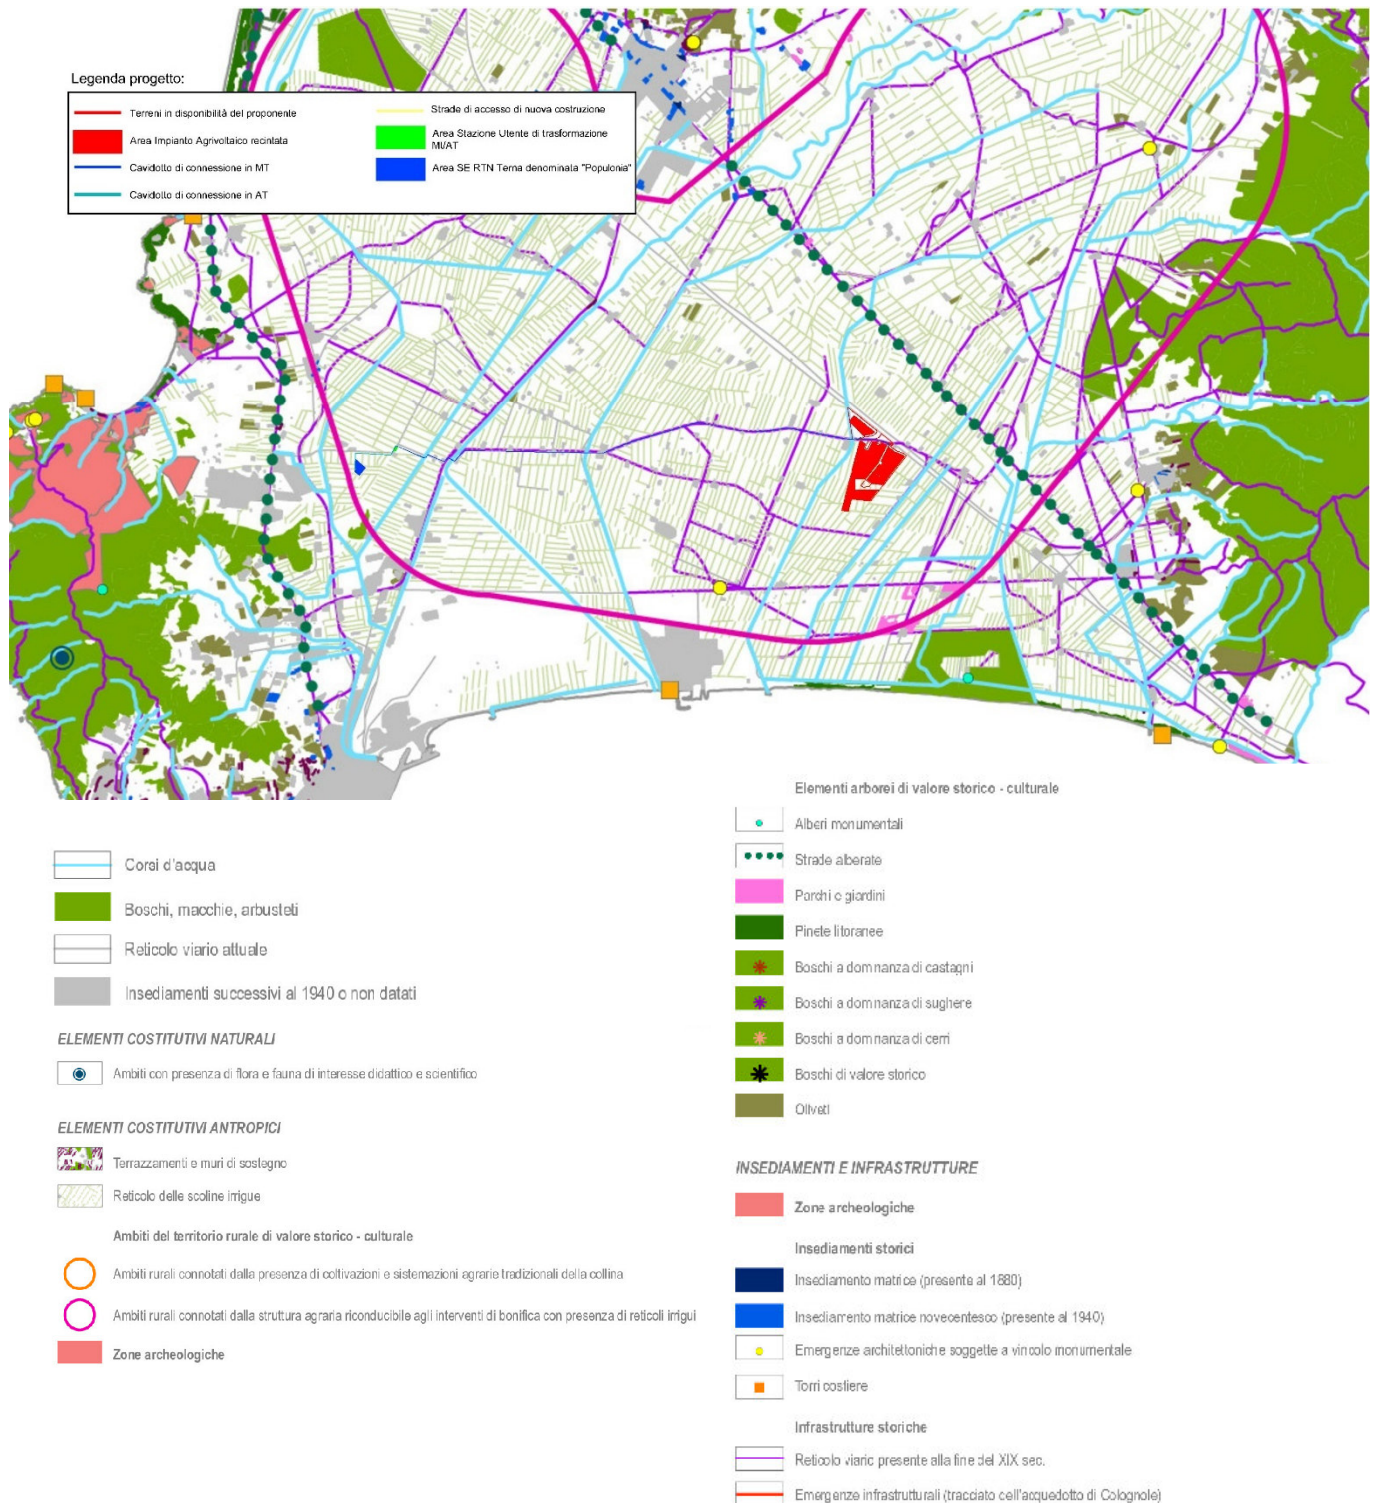 Legenda progetto:
Terreni in disponibilità del proponente
Area Impianto Agrivoltaico recintata
Cavidotto di connessione in MT
Cavidotto di connessione in AT
Strade di accesso di nuova costruzione
Area Stazione Utente di trasformazione
MI/AT
Area SE RTN Terna denominata "Populonia"
Corsi d'acqua
Boschi, macchie, arbusteti
Reticolo viario attuale
Insediamenti successivi al 1940 o non datati
ELEMENTI COSTITUTIVI NATURALI
Ambiti con presenza di flora e fauna di interesse didattico e scientifico
ELEMENTI COSTITUTIVI ANTROPICI
Terrazzamenti e muri di sostegno
Reticolo delle scoline irrigue
Ambiti del territorio rurale di valore storico - culturale
Ambiti rurali connotati dalla presenza di coltivazioni e sistemazioni agrarie tradizionali della collina
Ambiti rurali connotati dalla struttura agraria riconducibile agli interventi di bonifica con presenza di reticoli irrigui
Zone archeologiche
Elementi arborei di valore storico - culturale
Alberi monumentali
Strade alberate
Parchi e giardini
Pinete litoranee
Boschi a dominanza di castagni
Boschi a dominanza di sughere
Boschi a dominanza di cerri
Boschi di valore storico
Oliveti
INSEDIAMENTI E INFRASTRUTTURE
Zone archeologiche
Insediamenti storici
Insediamento matrice (presente al 1880)
Insediamento matrice novecentesco (presente al 1940)
Emergenze architettoniche soggette a vincolo monumentale
Torri costiere
Infrastrutture storiche
Reticolo viario presente alla fine del XIX sec.
Emergenze infrastrutturali (tracciato dell'acquedotto di Colognole)